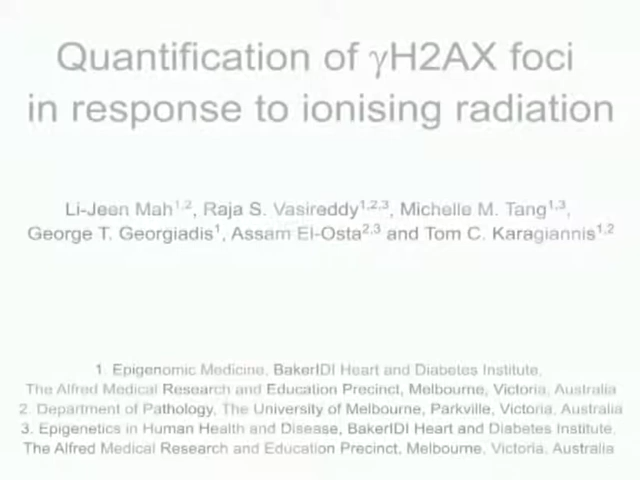 Quantification of γH2AX foci
in response to ionising radiation
Li-Jeen Mah1,2, Raja S. Vasireddy1,2,3, Michelle M. Tang1,3,
George T. Georgiadis1, Assam El-Osta2,3 and Tom C. Karagiannis1,2
1. Epigenomic Medicine, BakerIDI Heart and Diabetes Institute,
The Alfred Medical Research and Education Precinct, Melbourne, Victoria, Australia
2. Department of Pathology, The University of Melbourne, Parkville, Victoria, Australia
3. Epigenetics in Human Health and Disease, BakerIDI Heart and Diabetes Institute,
The Alfred Medical Research and Education Precinct, Melbourne, Victoria, Australia